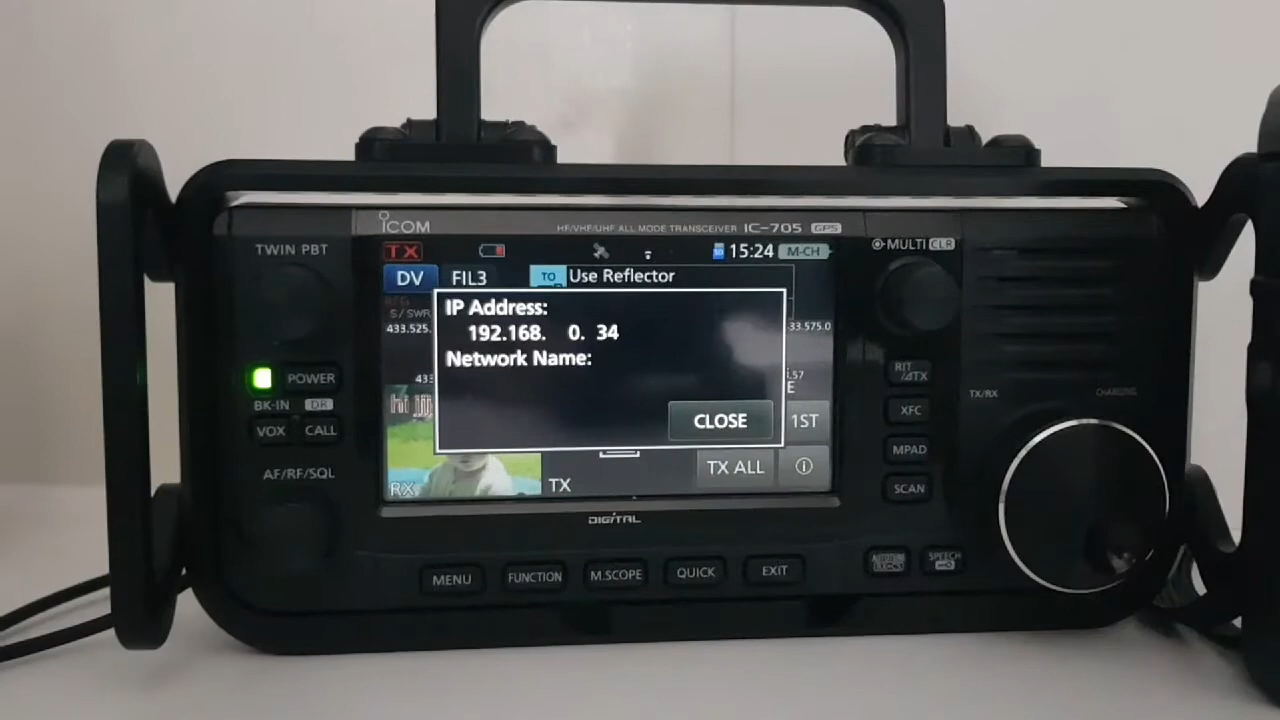 iCOM
HF/VHF/UHF ALL MODE TRANSCEIVER IC-705 GPS
TWIN PBT
TX
15:24 M-CH
MULTI CLR
DV FIL3 TO Use Reflector
S / SWR
433.525.
33.575.0
IP Address:
192.168. 0. 34
Network Name:
CLOSE
1ST
TX ALL
RX
TX
POWER
BK-IN DR
VOX CALL
AF/RF/SQL
RIT
/⊿TX
XFC
MPAD
SCAN
TX/RX
CHARGING
DIGITAL
MENU FUNCTION M.SCOPE QUICK EXIT
SPEECH